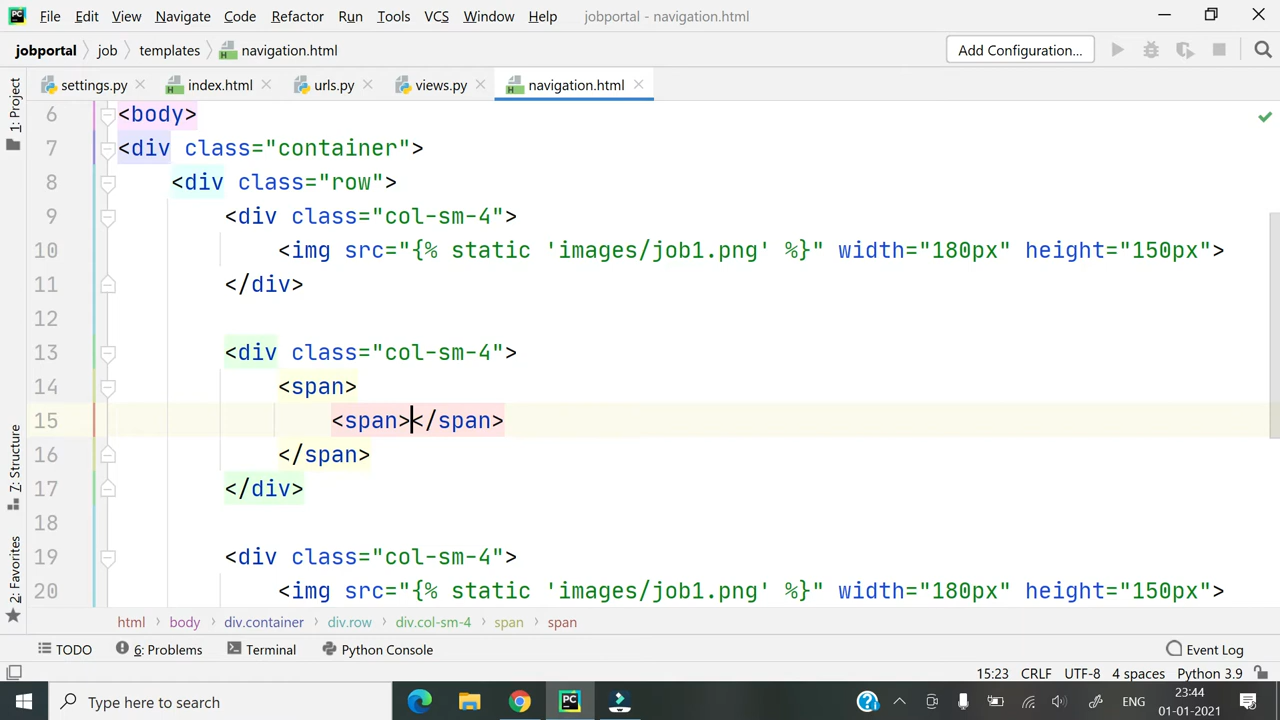 File Edit View Navigate Code Refactor Run Tools VCS Window Help jobportal - navigation.html
jobportal job templates navigation.html Add Configuration...
settings.py index.html urls.py views.py navigation.html
1: Project
7: Structure
2: Favorites
6 <body>
7 <div class="container">
8 <div class="row">
9 <div class="col-sm-4">
10 <img src="{% static 'images/job1.png' %}" width="180px" height="150px">
11 </div>
12
13 <div class="col-sm-4">
14 <span>
15 <span></span>
16 </span>
17 </div>
18
19 <div class="col-sm-4">
20 <img src="{% static 'images/job1.png' %}" width="180px" height="150px">
html body div.container div.row div.col-sm-4 span span
TODO 6: Problems Terminal Python Console Event Log
15:23 CRLF UTF-8 4 spaces Python 3.9
Type here to search ENG 23:44
01-01-2021